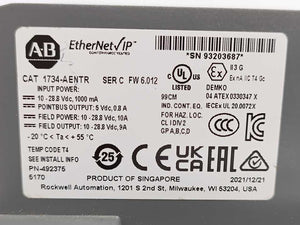 AB EtherNet/IP
*SN 93203687*
CAT 1734-AENTR SER C FW 6.012
INPUT POWER:
10 - 28.8 Vdc, 1000 mA
POINTBUS OUTPUT: 5 Vdc, 0.8 A
FIELD POWER: 10 - 28.8 Vdc, 10A
FIELD OUTPUT: 10 - 28.8 Vdc, 9A
-20 °C < Ta < + 55 °C
UL
LISTED
Ex
II 3 G
Ex nA IIC T4 Gc
DEMKO
04 ATEX 0330347 X
IECEx UL 20.0072X
99CM
IND. CONT. EQ.
FOR HAZ. LOC.
CL I,DIV 2
GP A,B,C,D
TEMP CODE T4
SEE INSTRUCTIONS
PN-492375
5170
25
CE
UK
CA
EAC
PRODUCT OF SINGAPORE
2021/12/21
Rockwell Automation, 1201 S 2nd St, Milwaukee, WI 53204, USA